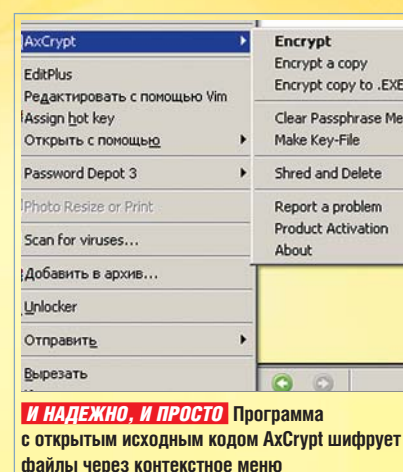 AxCrypt
EditPlus
Редактировать с помощью Vim
Assign hot key
Открыть с помощью
Password Depot 3
Photo Resize or Print
Scan for viruses...
Добавить в архив...
Unlocker
Отправить
Вырезать
Encrypt
Encrypt a copy
Encrypt copy to .EXE
Clear Passphrase Me
Make Key-File
Shred and Delete
Report a problem
Product Activation
About
И НАДЕЖНО, И ПРОСТО Программа
с открытым исходным кодом AxCrypt шифрует
файлы через контекстное меню